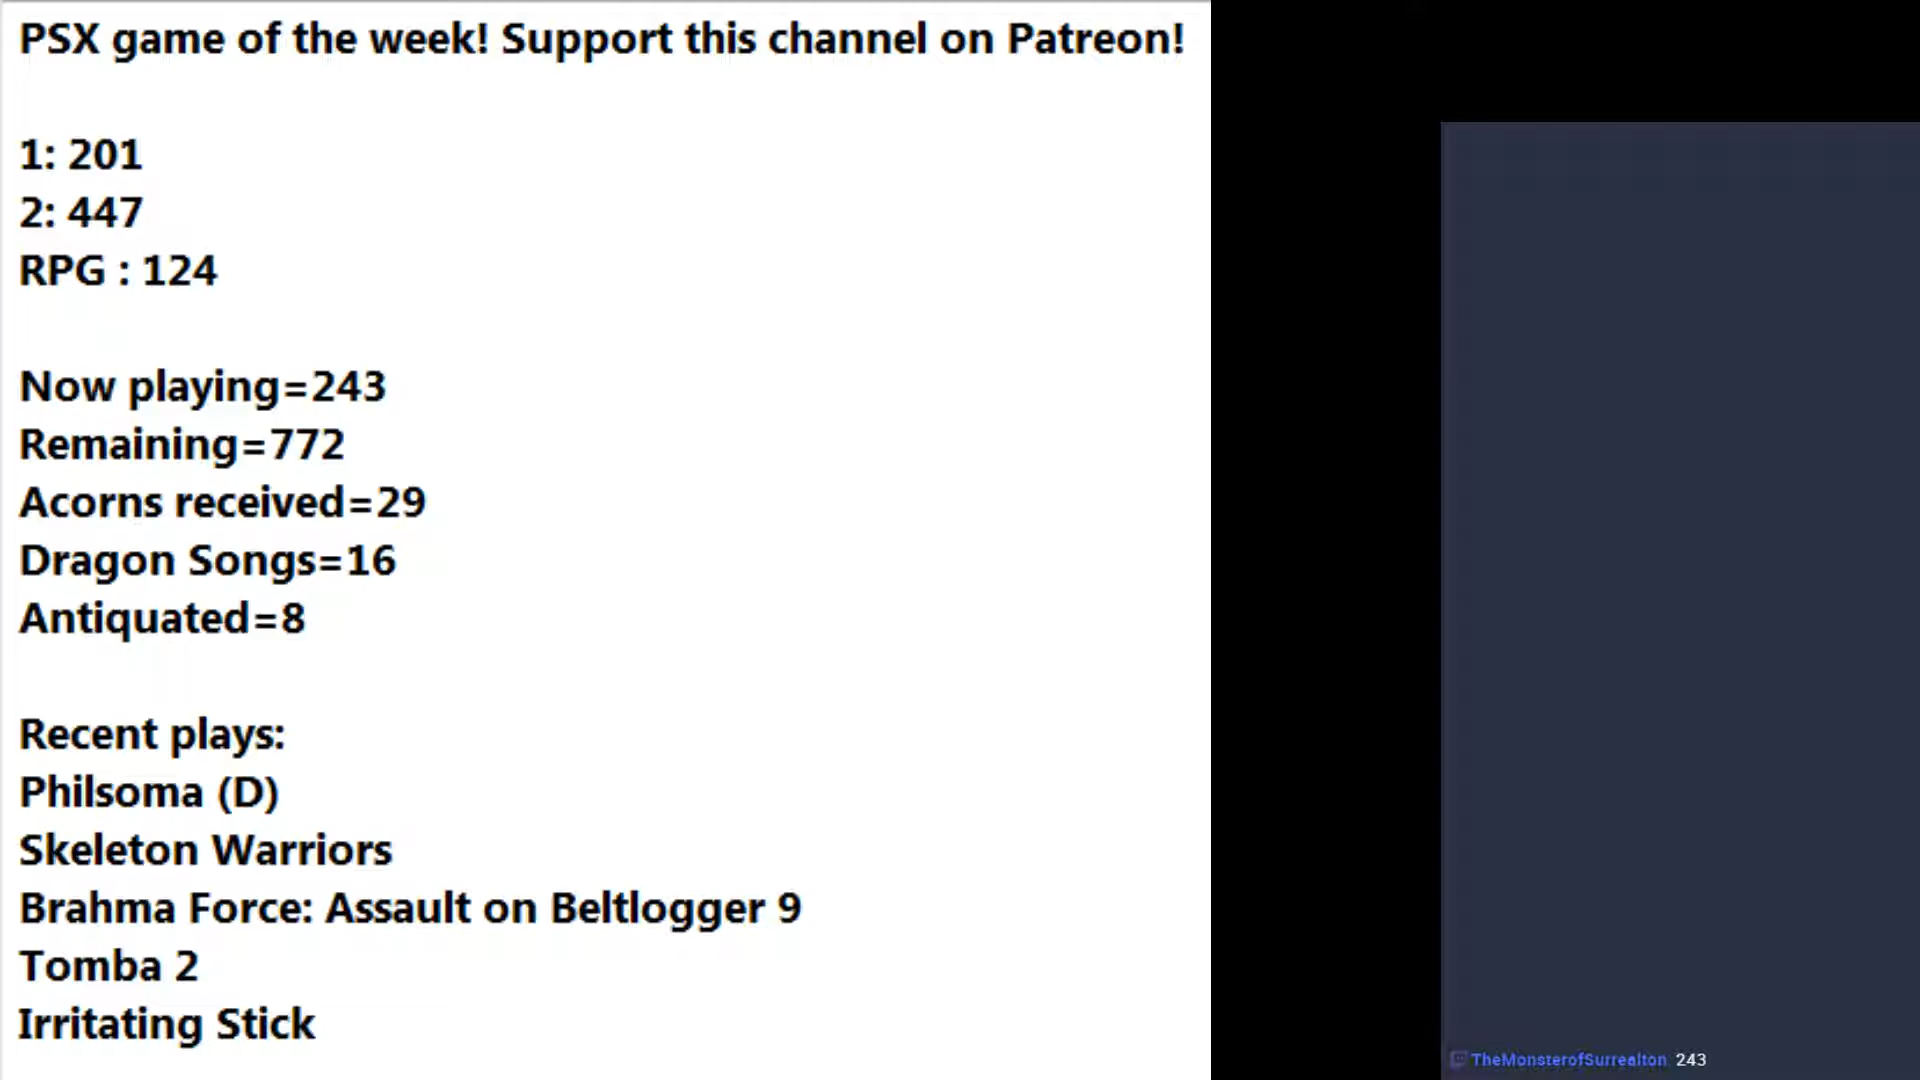 PSX game of the week! Support this channel on Patreon!
1: 201
2: 447
RPG : 124
Now playing=243
Remaining=772
Acorns received=29
Dragon Songs=16
Antiquated=8
Recent plays:
Philsoma (D)
Skeleton Warriors
Brahma Force: Assault on Beltlogger 9
Tomba 2
Irritating Stick
TheMonsterofSurrealton 243